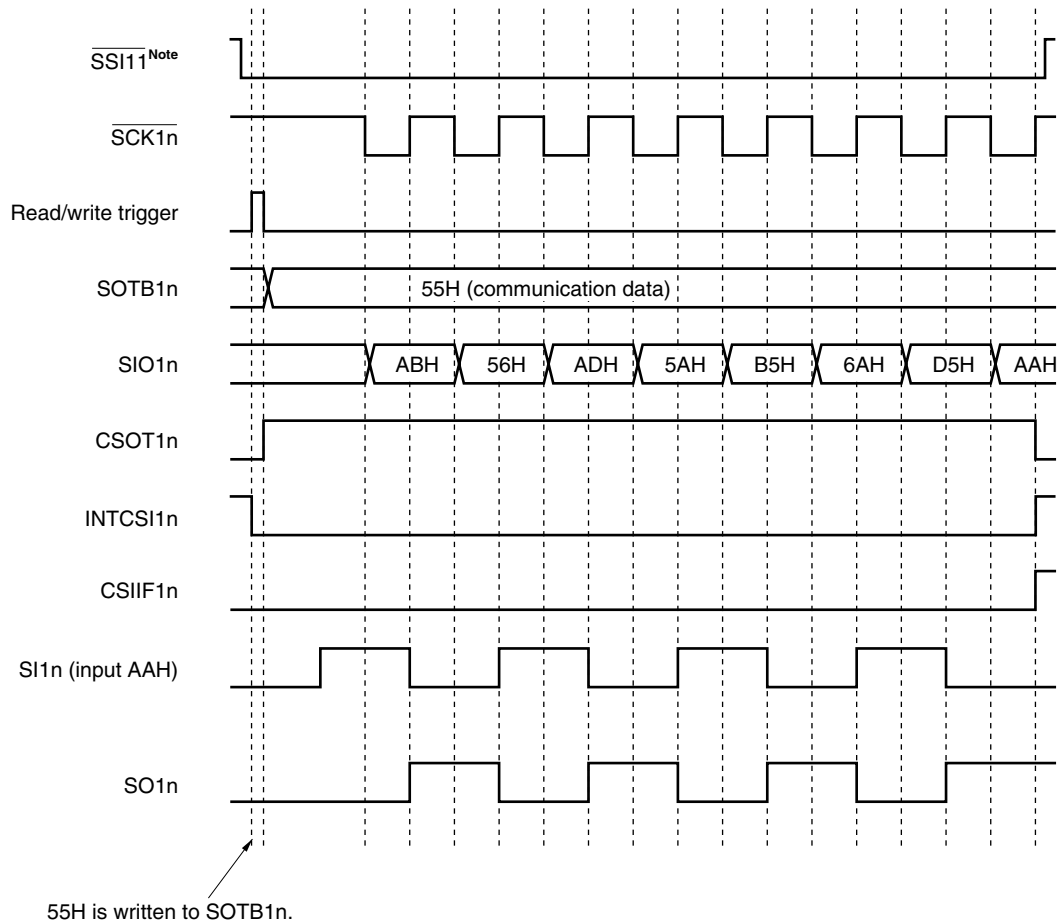 SSI11Note
SCK1n
Read/write trigger
SOTB1n
55H (communication data)
SIO1n
ABH 56H ADH 5AH B5H 6AH D5H AAH
CSOT1n
INTCSI1n
CSIIF1n
SI1n (input AAH)
SO1n
55H is written to SOTB1n.